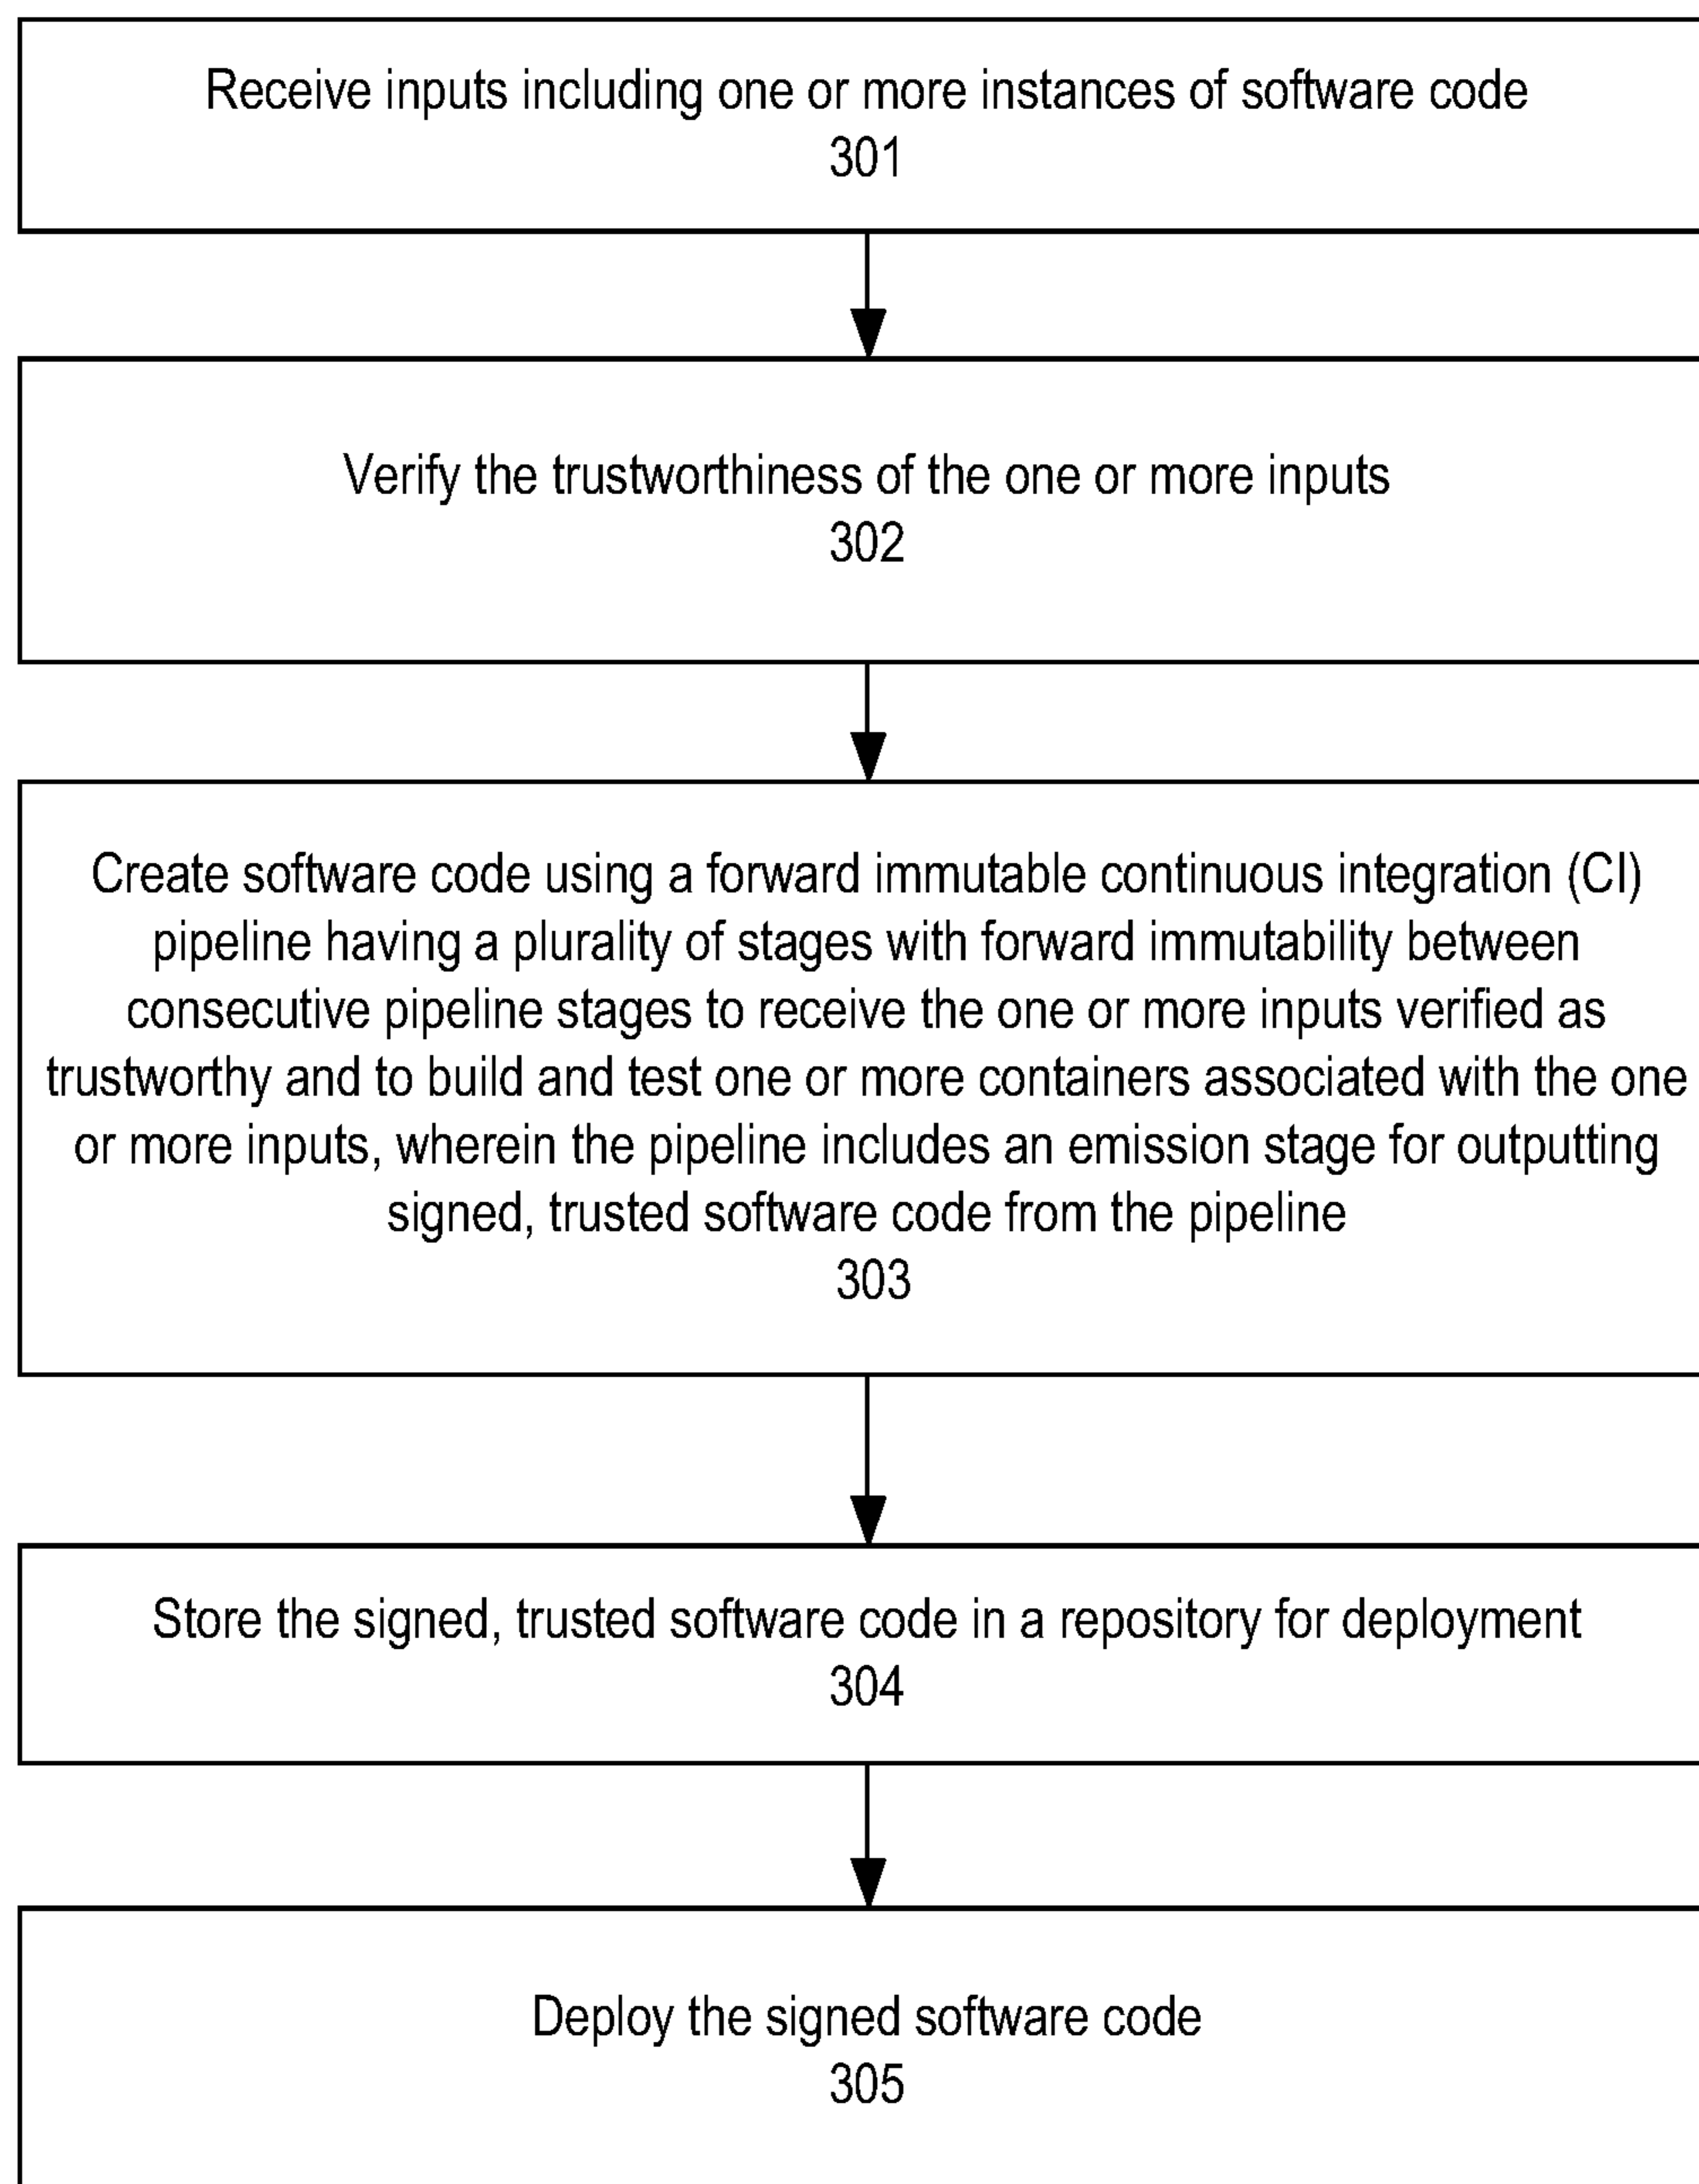 Receive inputs including one or more instances of software code
301
Verify the trustworthiness of the one or more inputs
302
Create software code using a forward immutable continuous integration (CI)
pipeline having a plurality of stages with forward immutability between
consecutive pipeline stages to receive the one or more inputs verified as
trustworthy and to build and test one or more containers associated with the one
or more inputs, wherein the pipeline includes an emission stage for outputting
signed, trusted software code from the pipeline
303
Store the signed, trusted software code in a repository for deployment
304
Deploy the signed software code
305